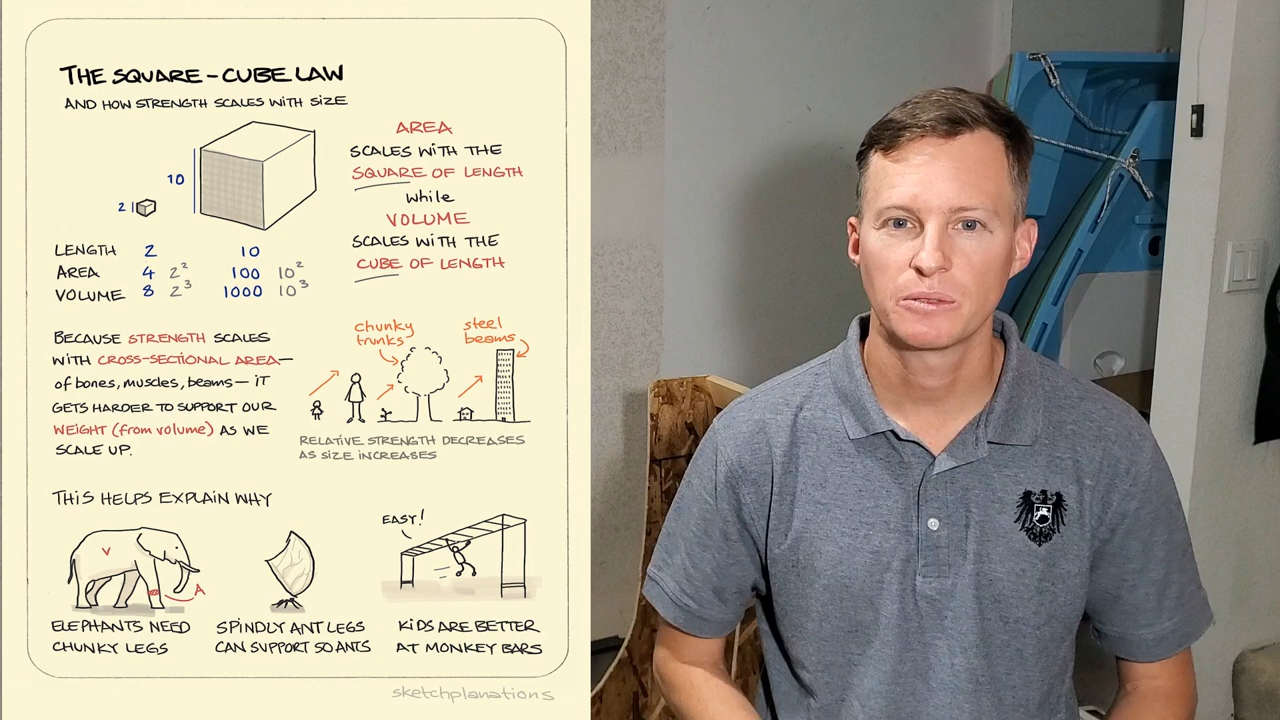 THE SQUARE-CUBE LAW
AND HOW STRENGTH SCALES WITH SIZE
10
2
LENGTH 2 10
AREA 4 2² 100 10²
VOLUME 8 2³ 1000 10³
AREA
SCALES WITH THE
SQUARE OF LENGTH
while
VOLUME
SCALES WITH THE
CUBE OF LENGTH
BECAUSE STRENGTH SCALES
WITH CROSS-SECTIONAL AREA—
of bones, muscles, beams— iT
GETS HARDER TO SUPPORT OUR
WEIGHT (from volume) AS WE
SCALE UP.
chunky
trunks
steel
beams
RELATIVE STRENGTH DECREASES
AS SIZE INCREASES
THIS HELPS EXPLAIN WHY
V
A
ELEPHANTS NEED
CHUNKY LEGS
SPINDLY ANT LEGS
CAN SUPPORT 50 ANTS
EASY!
KiDS ARE BETTER
AT MONKEY BARS
sketchplanations